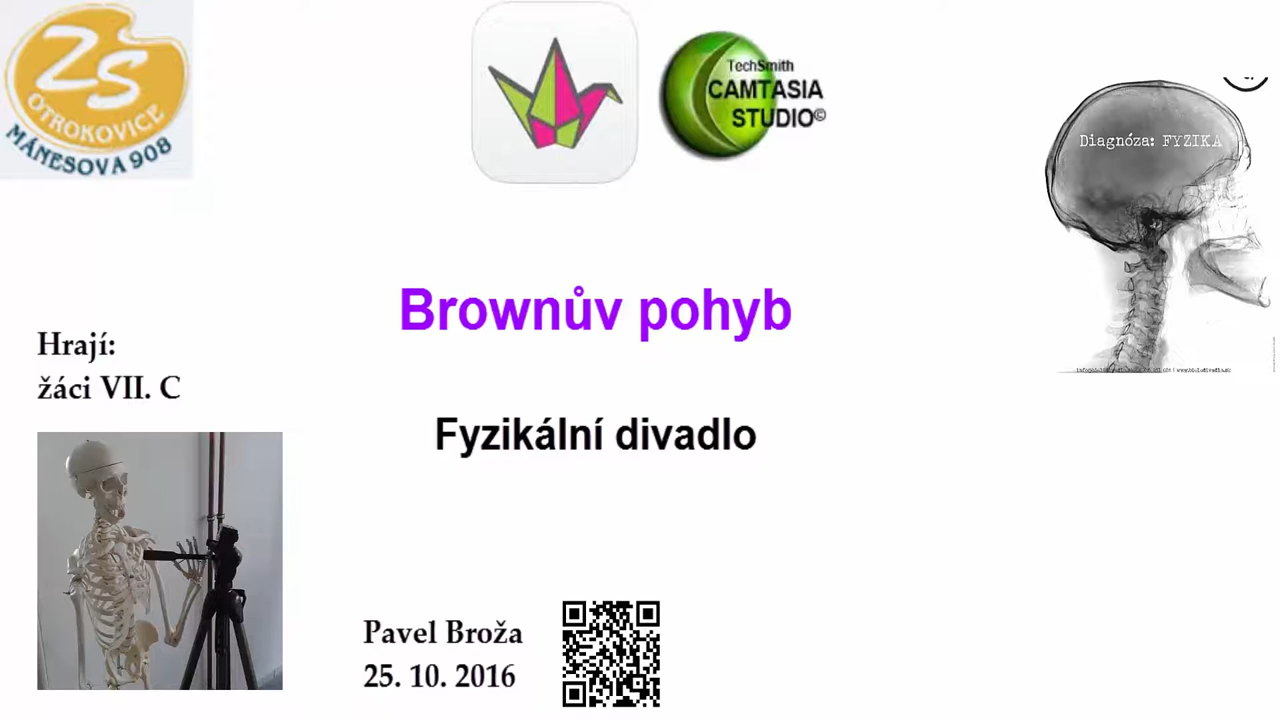 ZŠ
OTROKOVICE
MÁNESOVA 908
TechSmith
CAMTASIA
STUDIO©
Diagnóza: FYZIKA
Brownův pohyb
Hrají:
žáci VII. C
Fyzikální divadlo
Pavel Broža
25. 10. 2016